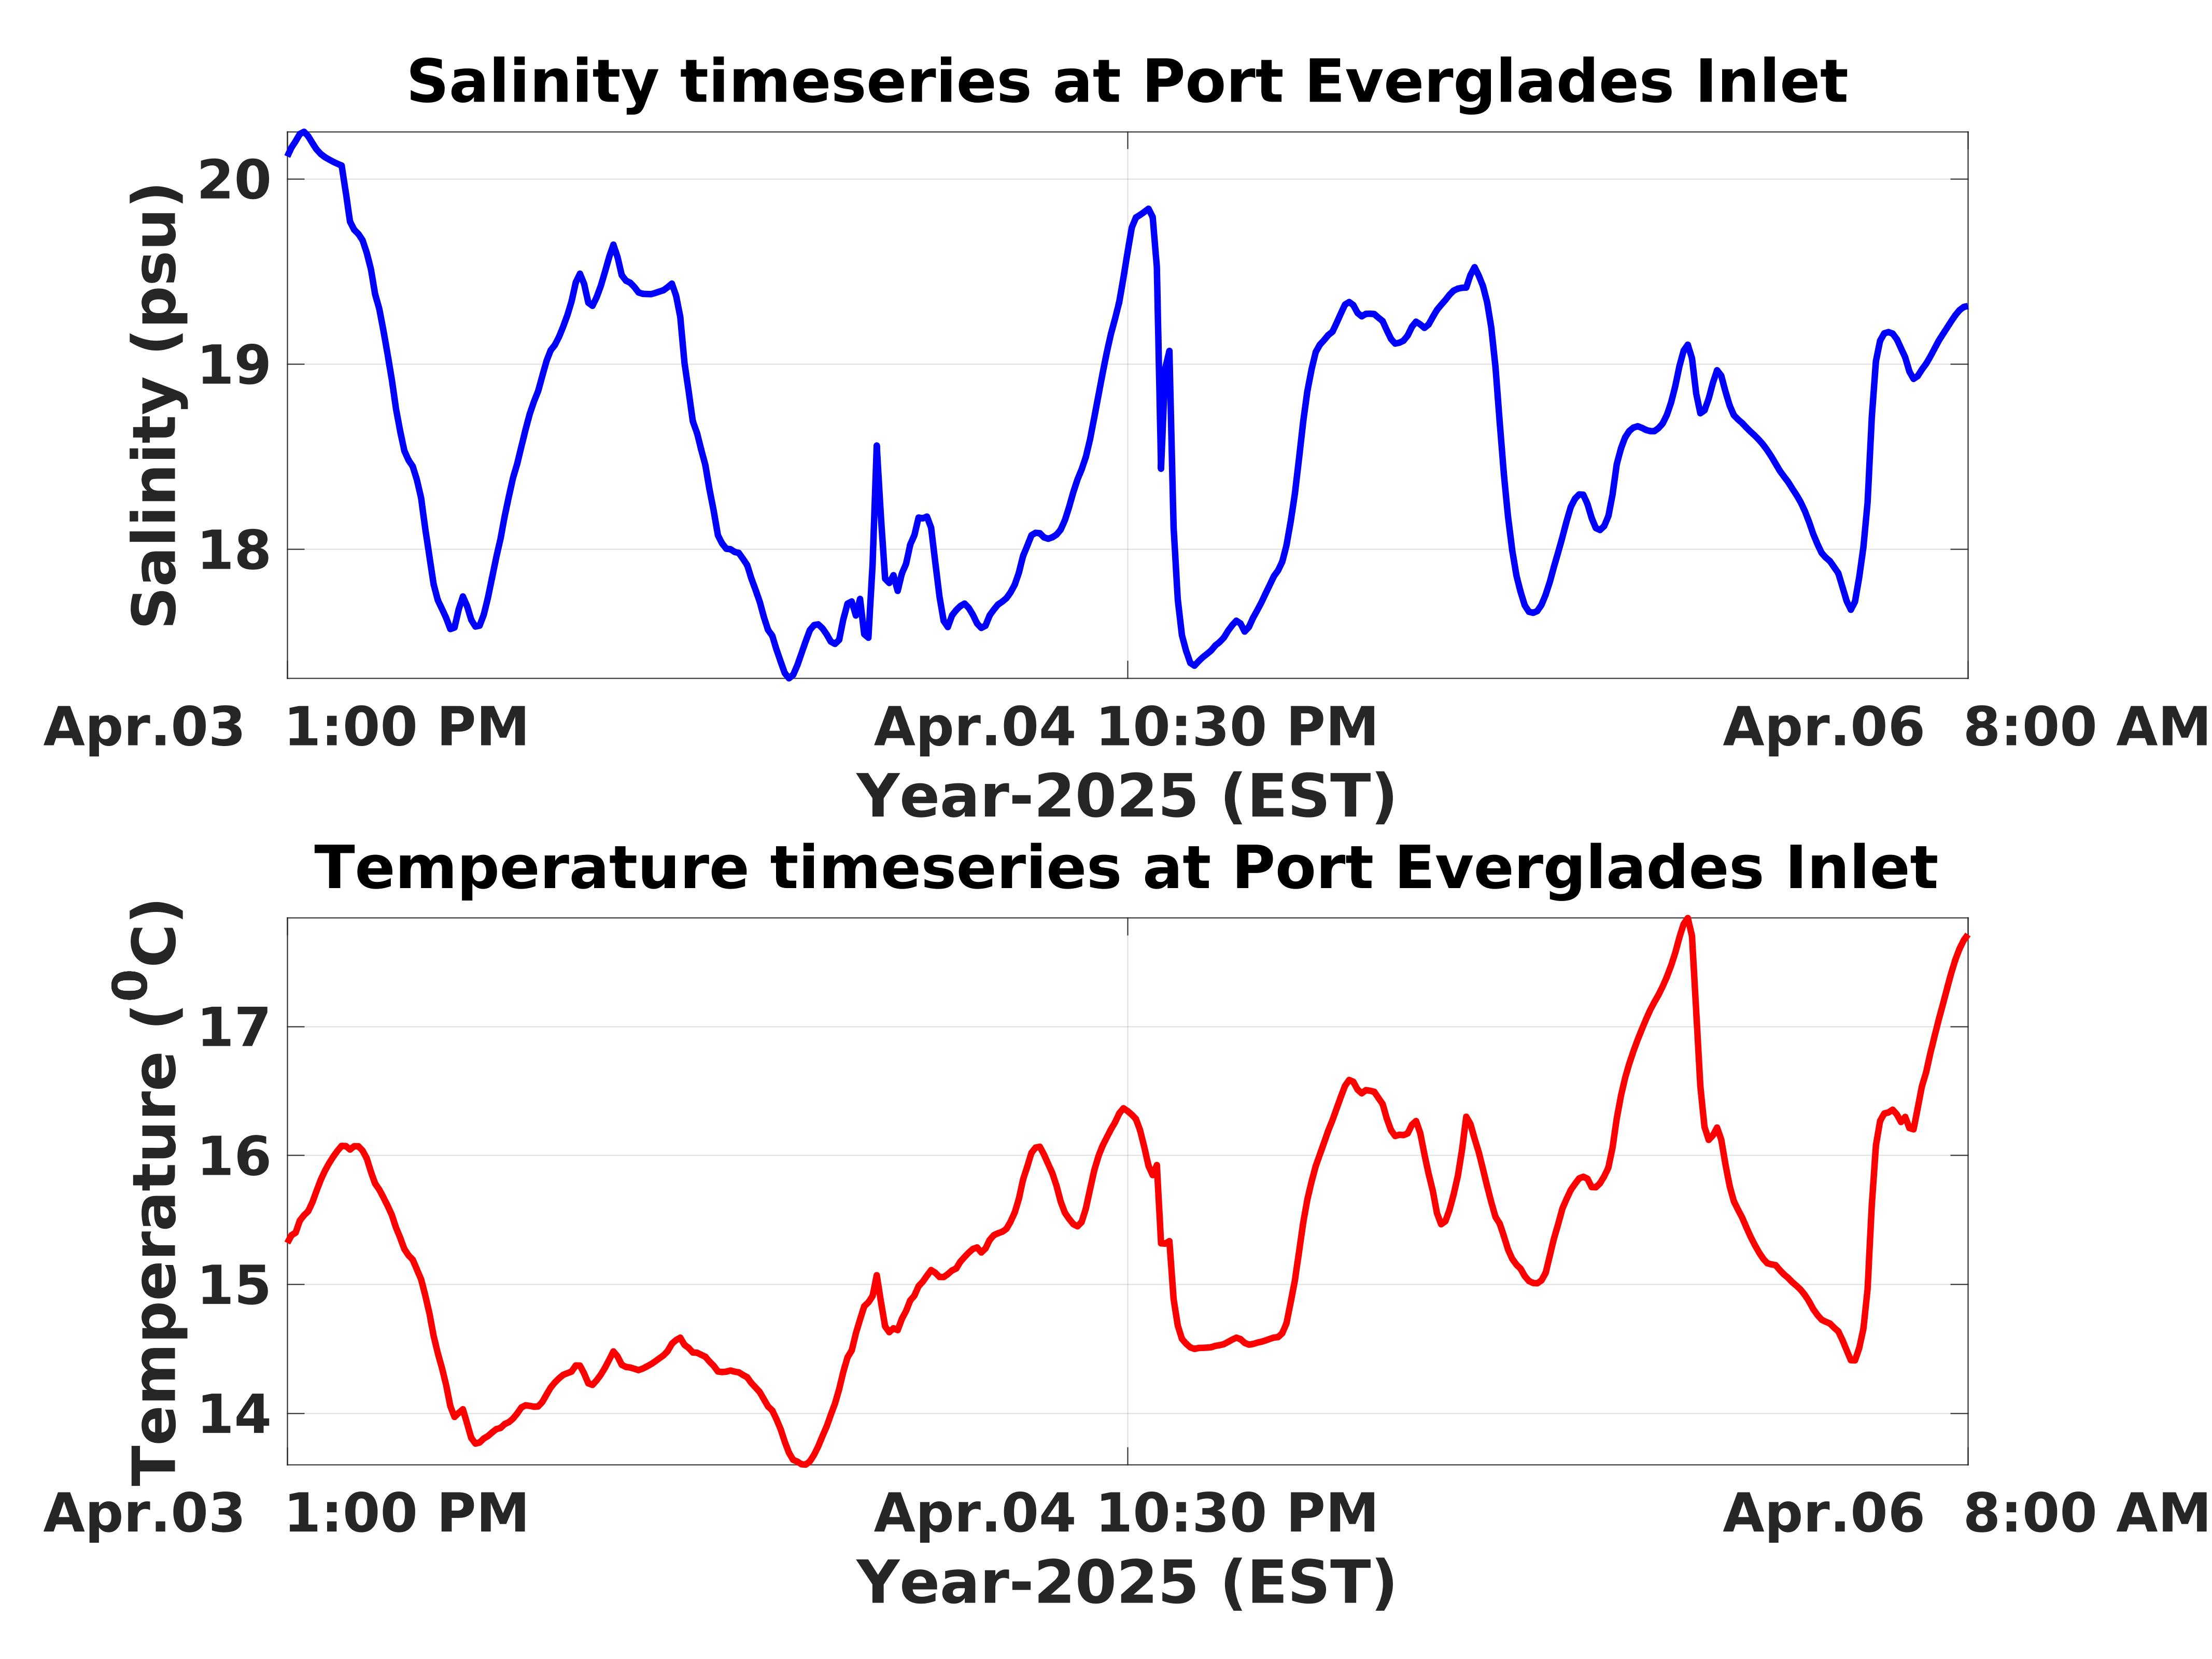 Salinity timeseries at Port Everglades Inlet
Salinity (psu)
20
19
18
Apr.03  1:00 PM
Apr.04 10:30 PM
Apr.06  8:00 AM
Year-2025 (EST)
Temperature timeseries at Port Everglades Inlet
Temperature (⁰C)
17
16
15
14
Apr.03  1:00 PM
Apr.04 10:30 PM
Apr.06  8:00 AM
Year-2025 (EST)